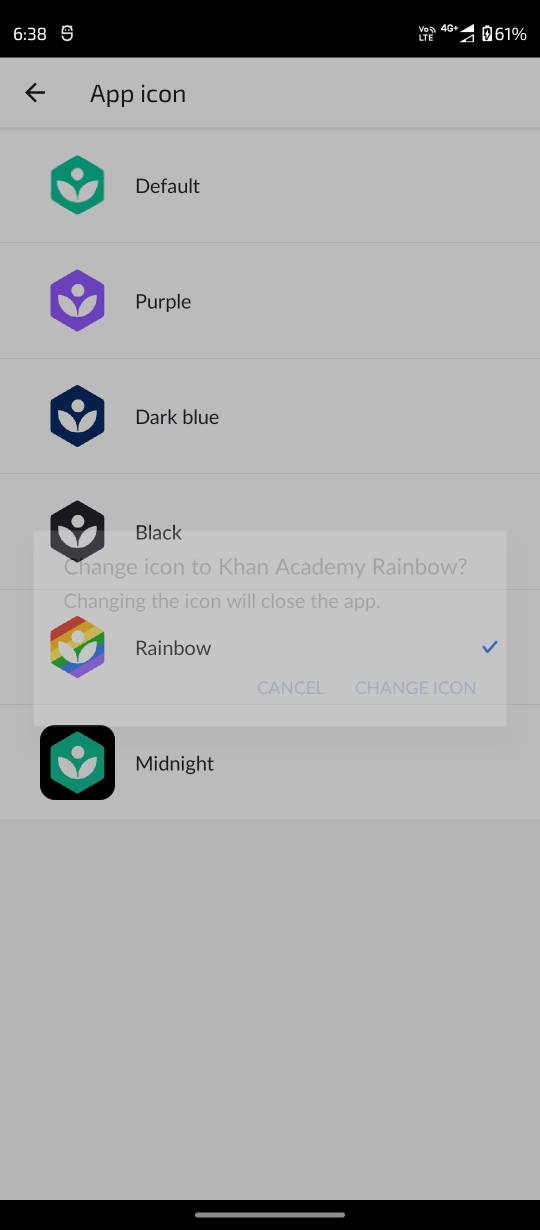 6:38 Vo LTE 4G+ 61%
App icon
Default
Purple
Dark blue
Black
Change icon to Khan Academy Rainbow?
Changing the icon will close the app.
Rainbow
CANCEL CHANGE ICON
Midnight